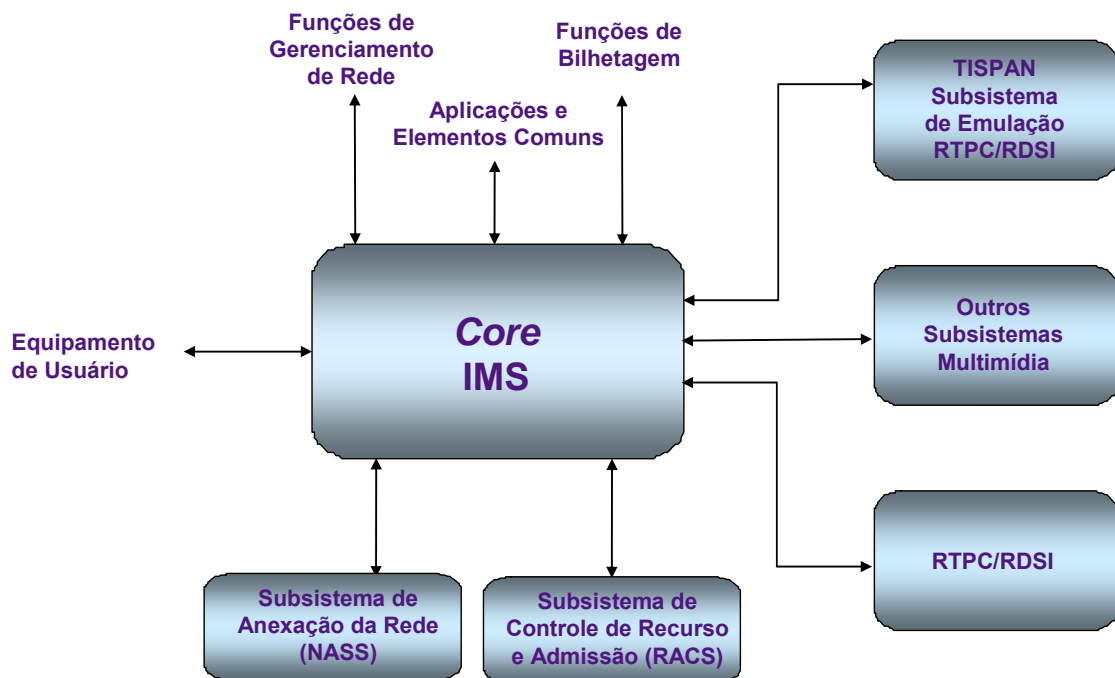 Funções de
Gerenciamento
de Rede
Funções de
Bilhetagem
Aplicações e
Elementos Comuns
TISPAN
Subsistema
de Emulação
RTPC/RDSI
Equipamento
de Usuário
Core
IMS
Outros
Subsistemas
Multimídia
RTPC/RDSI
Subsistema de
Anexação da Rede
(NASS)
Subsistema de
Controle de Recurso
e Admissão (RACS)